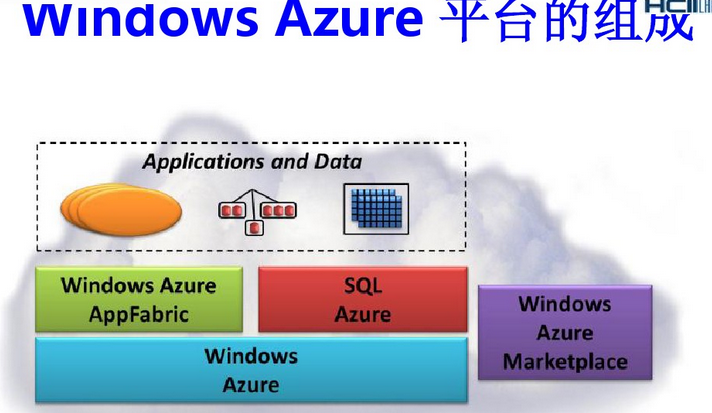 Windows Azure 平台的组成
Applications and Data
Windows Azure
AppFabric
SQL
Azure
Windows
Azure
Marketplace
Windows
Azure